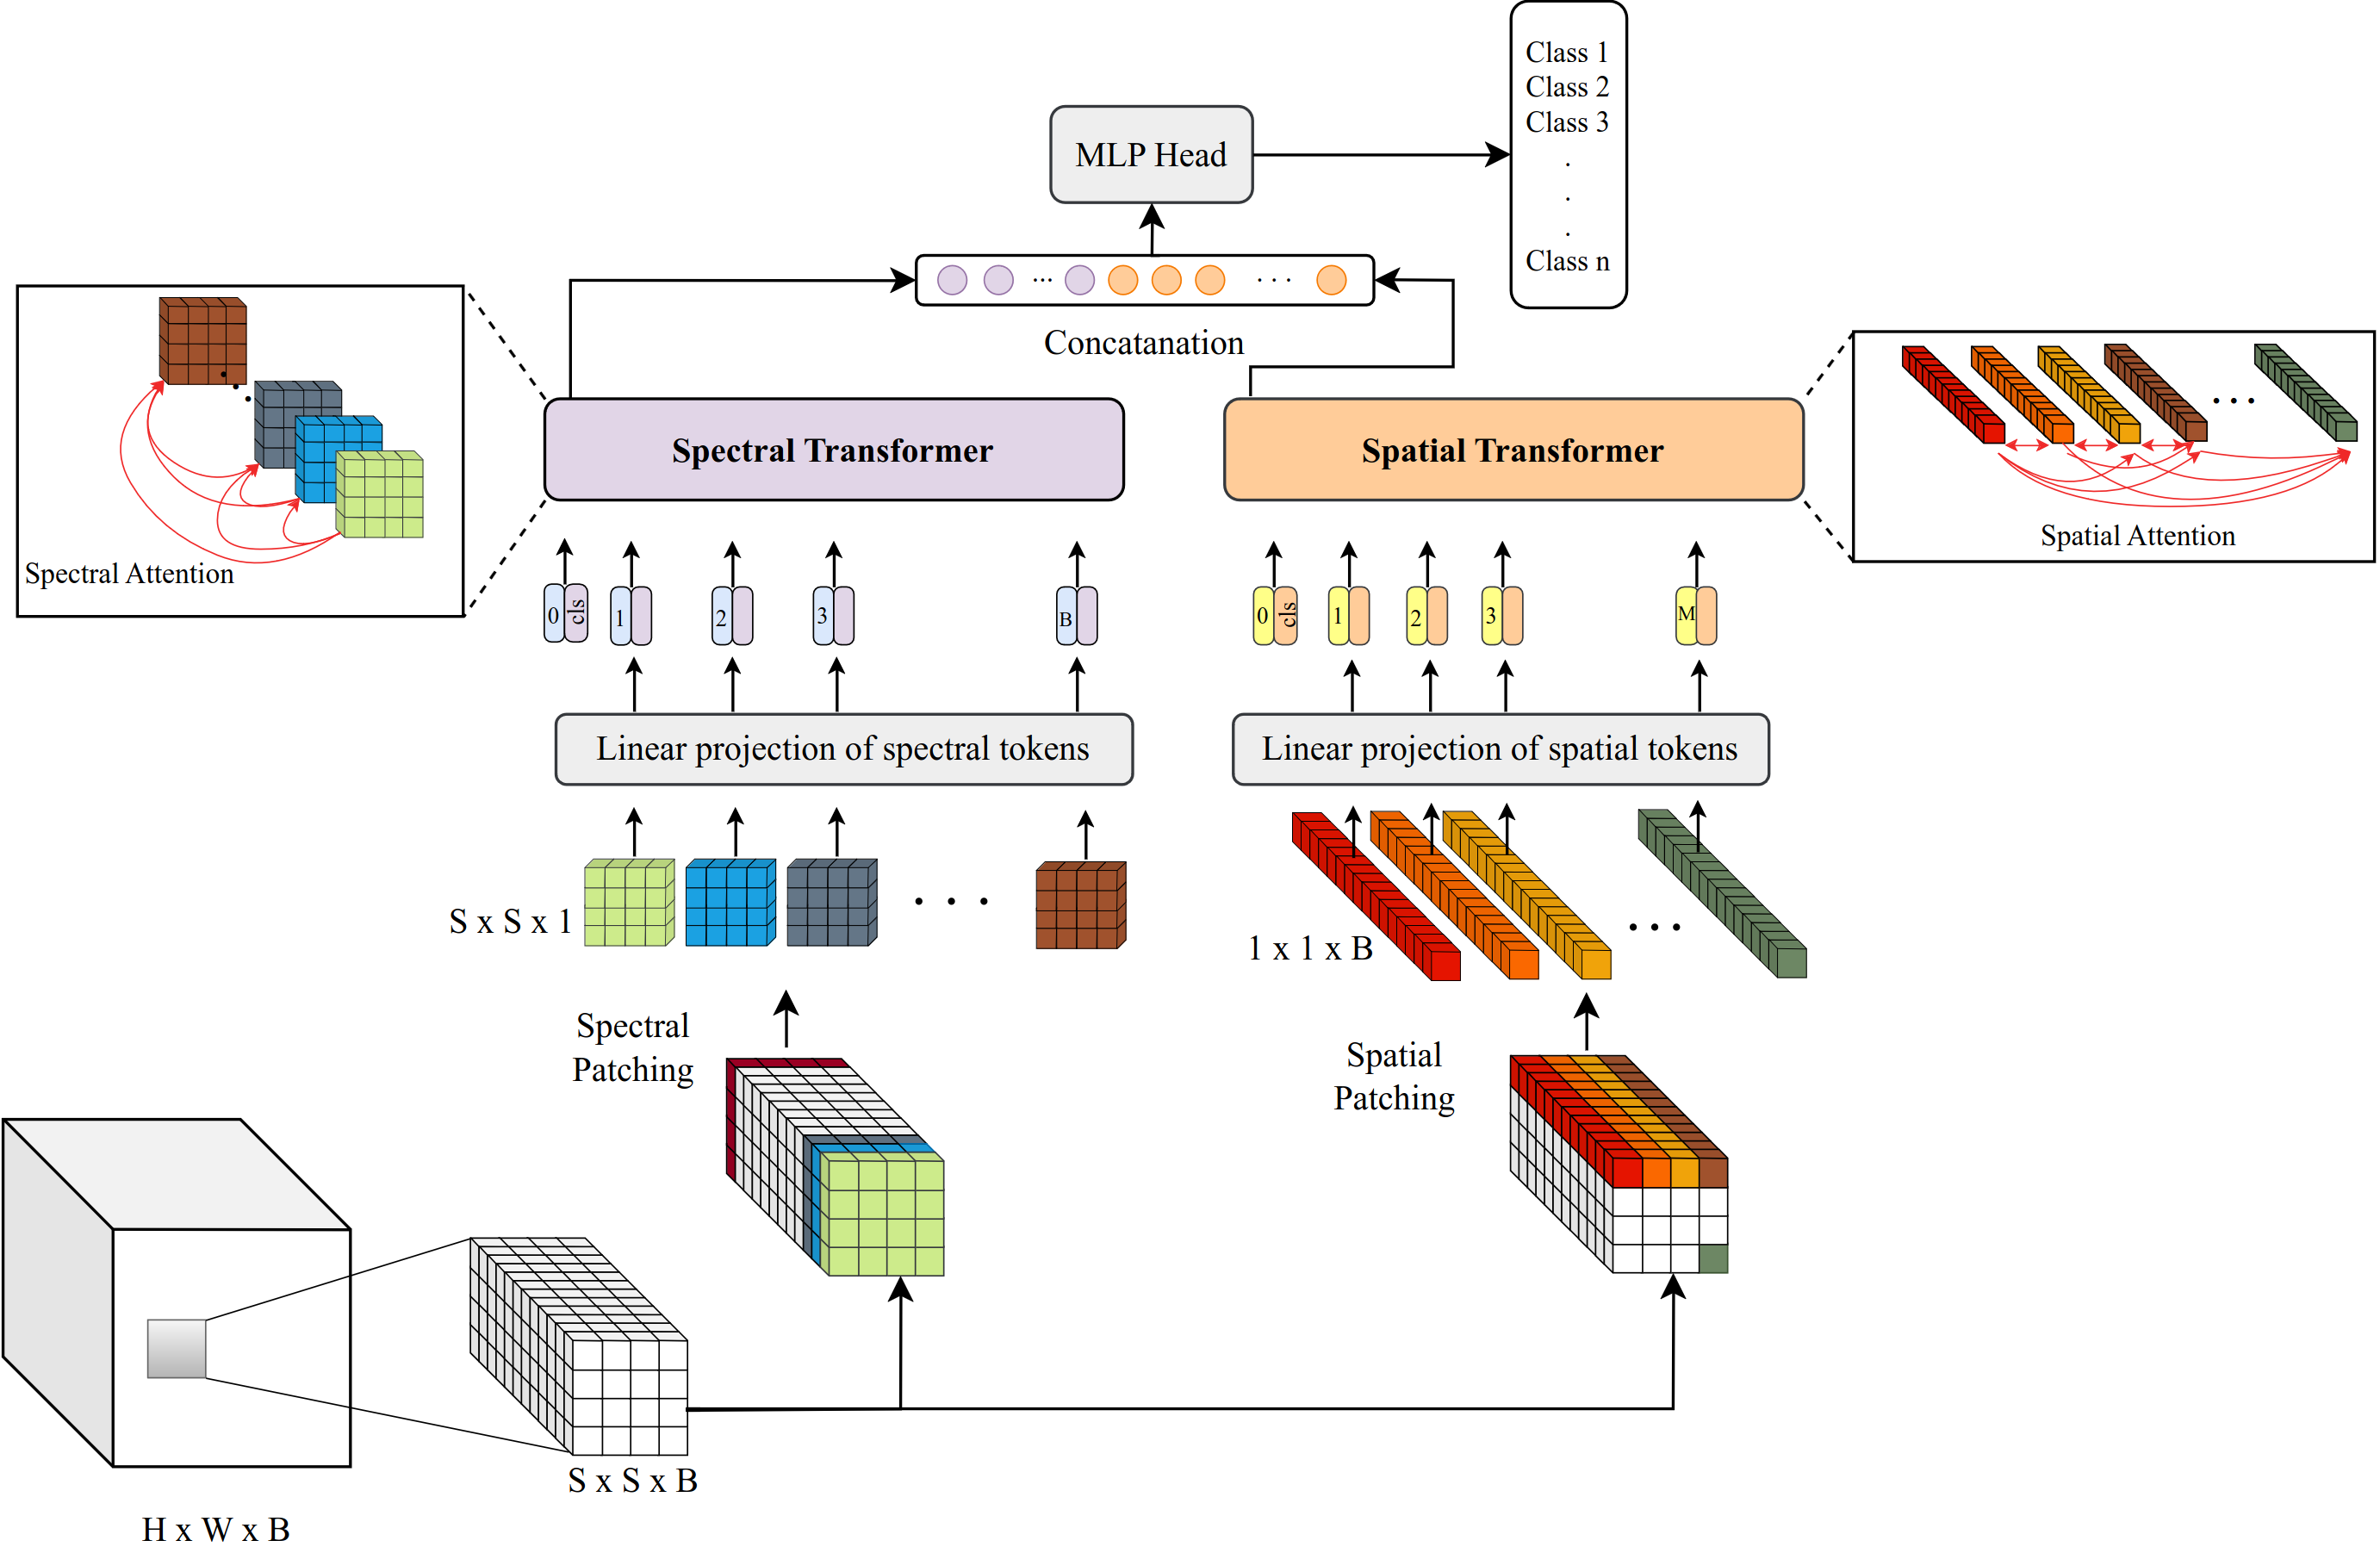 Class 1
Class 2
Class 3
.
.
.
Class n
MLP Head
... . . .
Concatanation
Spectral Transformer
Spatial Transformer
Spectral Attention
Spatial Attention
0 cls 1 2 3 B
0 cls 1 2 3 M
Linear projection of spectral tokens
Linear projection of spatial tokens
S x S x 1
1 x 1 x B
Spectral
Patching
Spatial
Patching
S x S x B
H x W x B